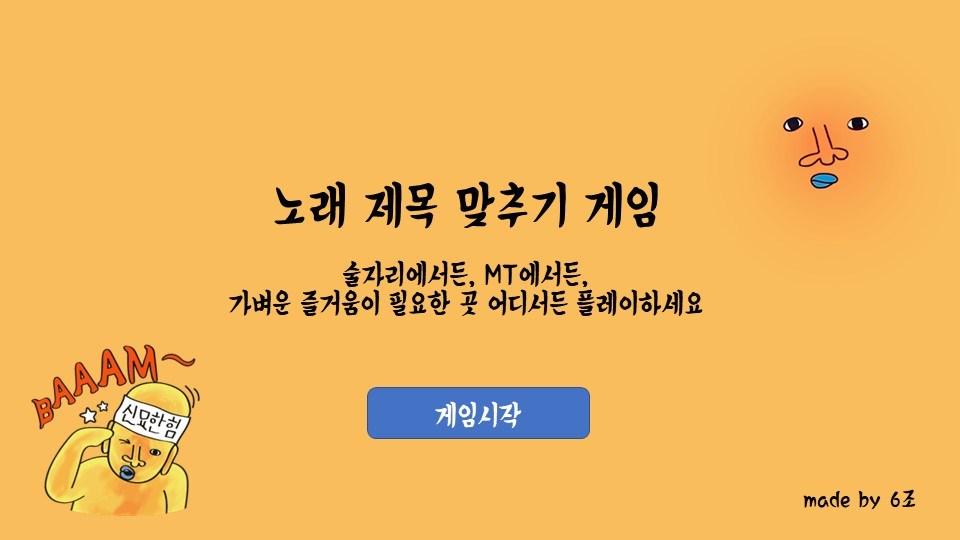 노래 제목 맞추기 게임
술자리에서든, MT에서든,
가벼운 즐거움이 필요한 곳 어디서든 플레이하세요
BAAAM~
신묘한힘
게임시작
made by 6조